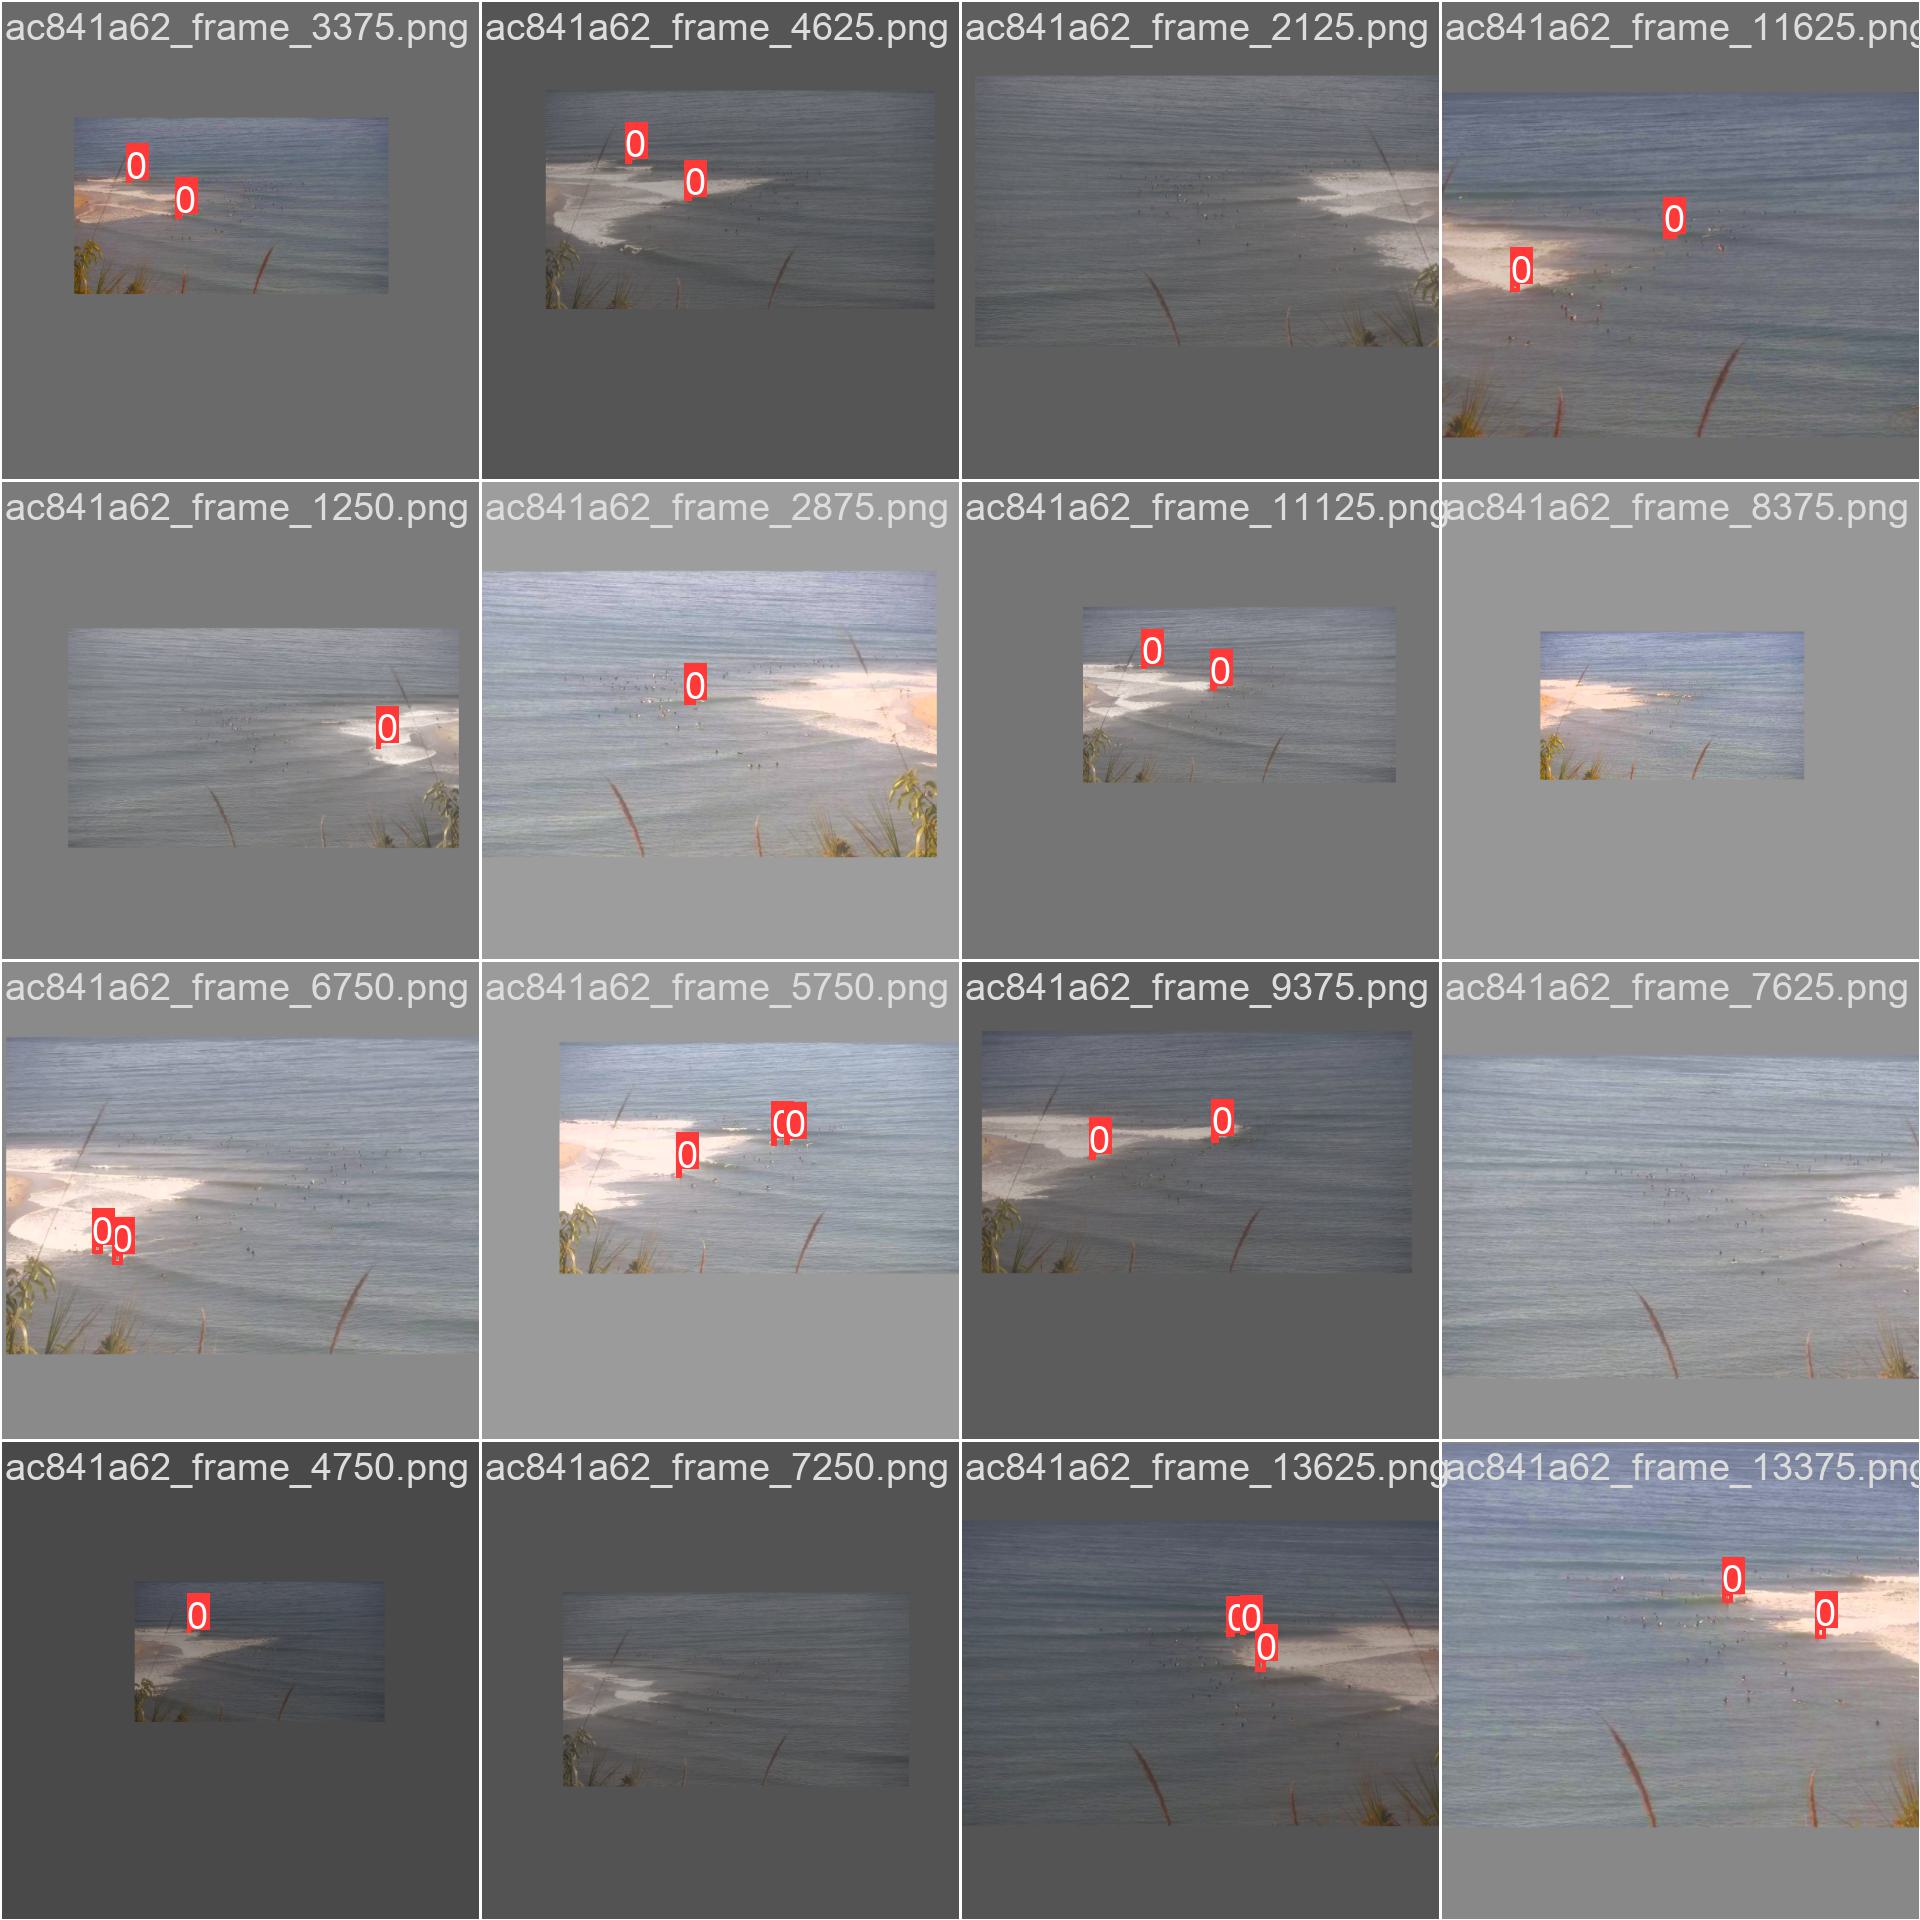 ac841a62_frame_3375.png
0
0
ac841a62_frame_4625.png
0
0
ac841a62_frame_2125.png
ac841a62_frame_11625.png
0
0
ac841a62_frame_1250.png
0
ac841a62_frame_2875.png
0
ac841a62_frame_11125.png
0
0
ac841a62_frame_8375.png
ac841a62_frame_6750.png
0
0
ac841a62_frame_5750.png
0
0
0
ac841a62_frame_9375.png
0
0
ac841a62_frame_7625.png
ac841a62_frame_4750.png
0
ac841a62_frame_7250.png
ac841a62_frame_13625.png
0
0
0
ac841a62_frame_13375.png
0
0